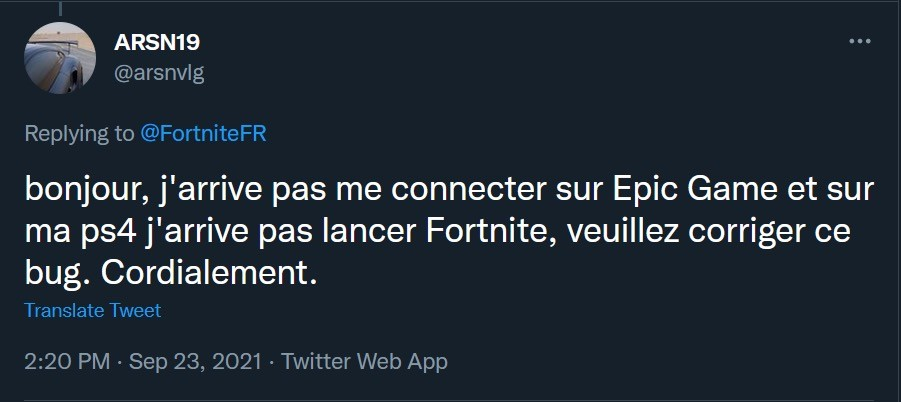 ARSN19
@arsnvlg
Replying to @FortniteFR
bonjour, j'arrive pas me connecter sur Epic Game et sur
ma ps4 j'arrive pas lancer Fortnite, veuillez corriger ce
bug. Cordialement.
Translate Tweet
2:20 PM · Sep 23, 2021 · Twitter Web App